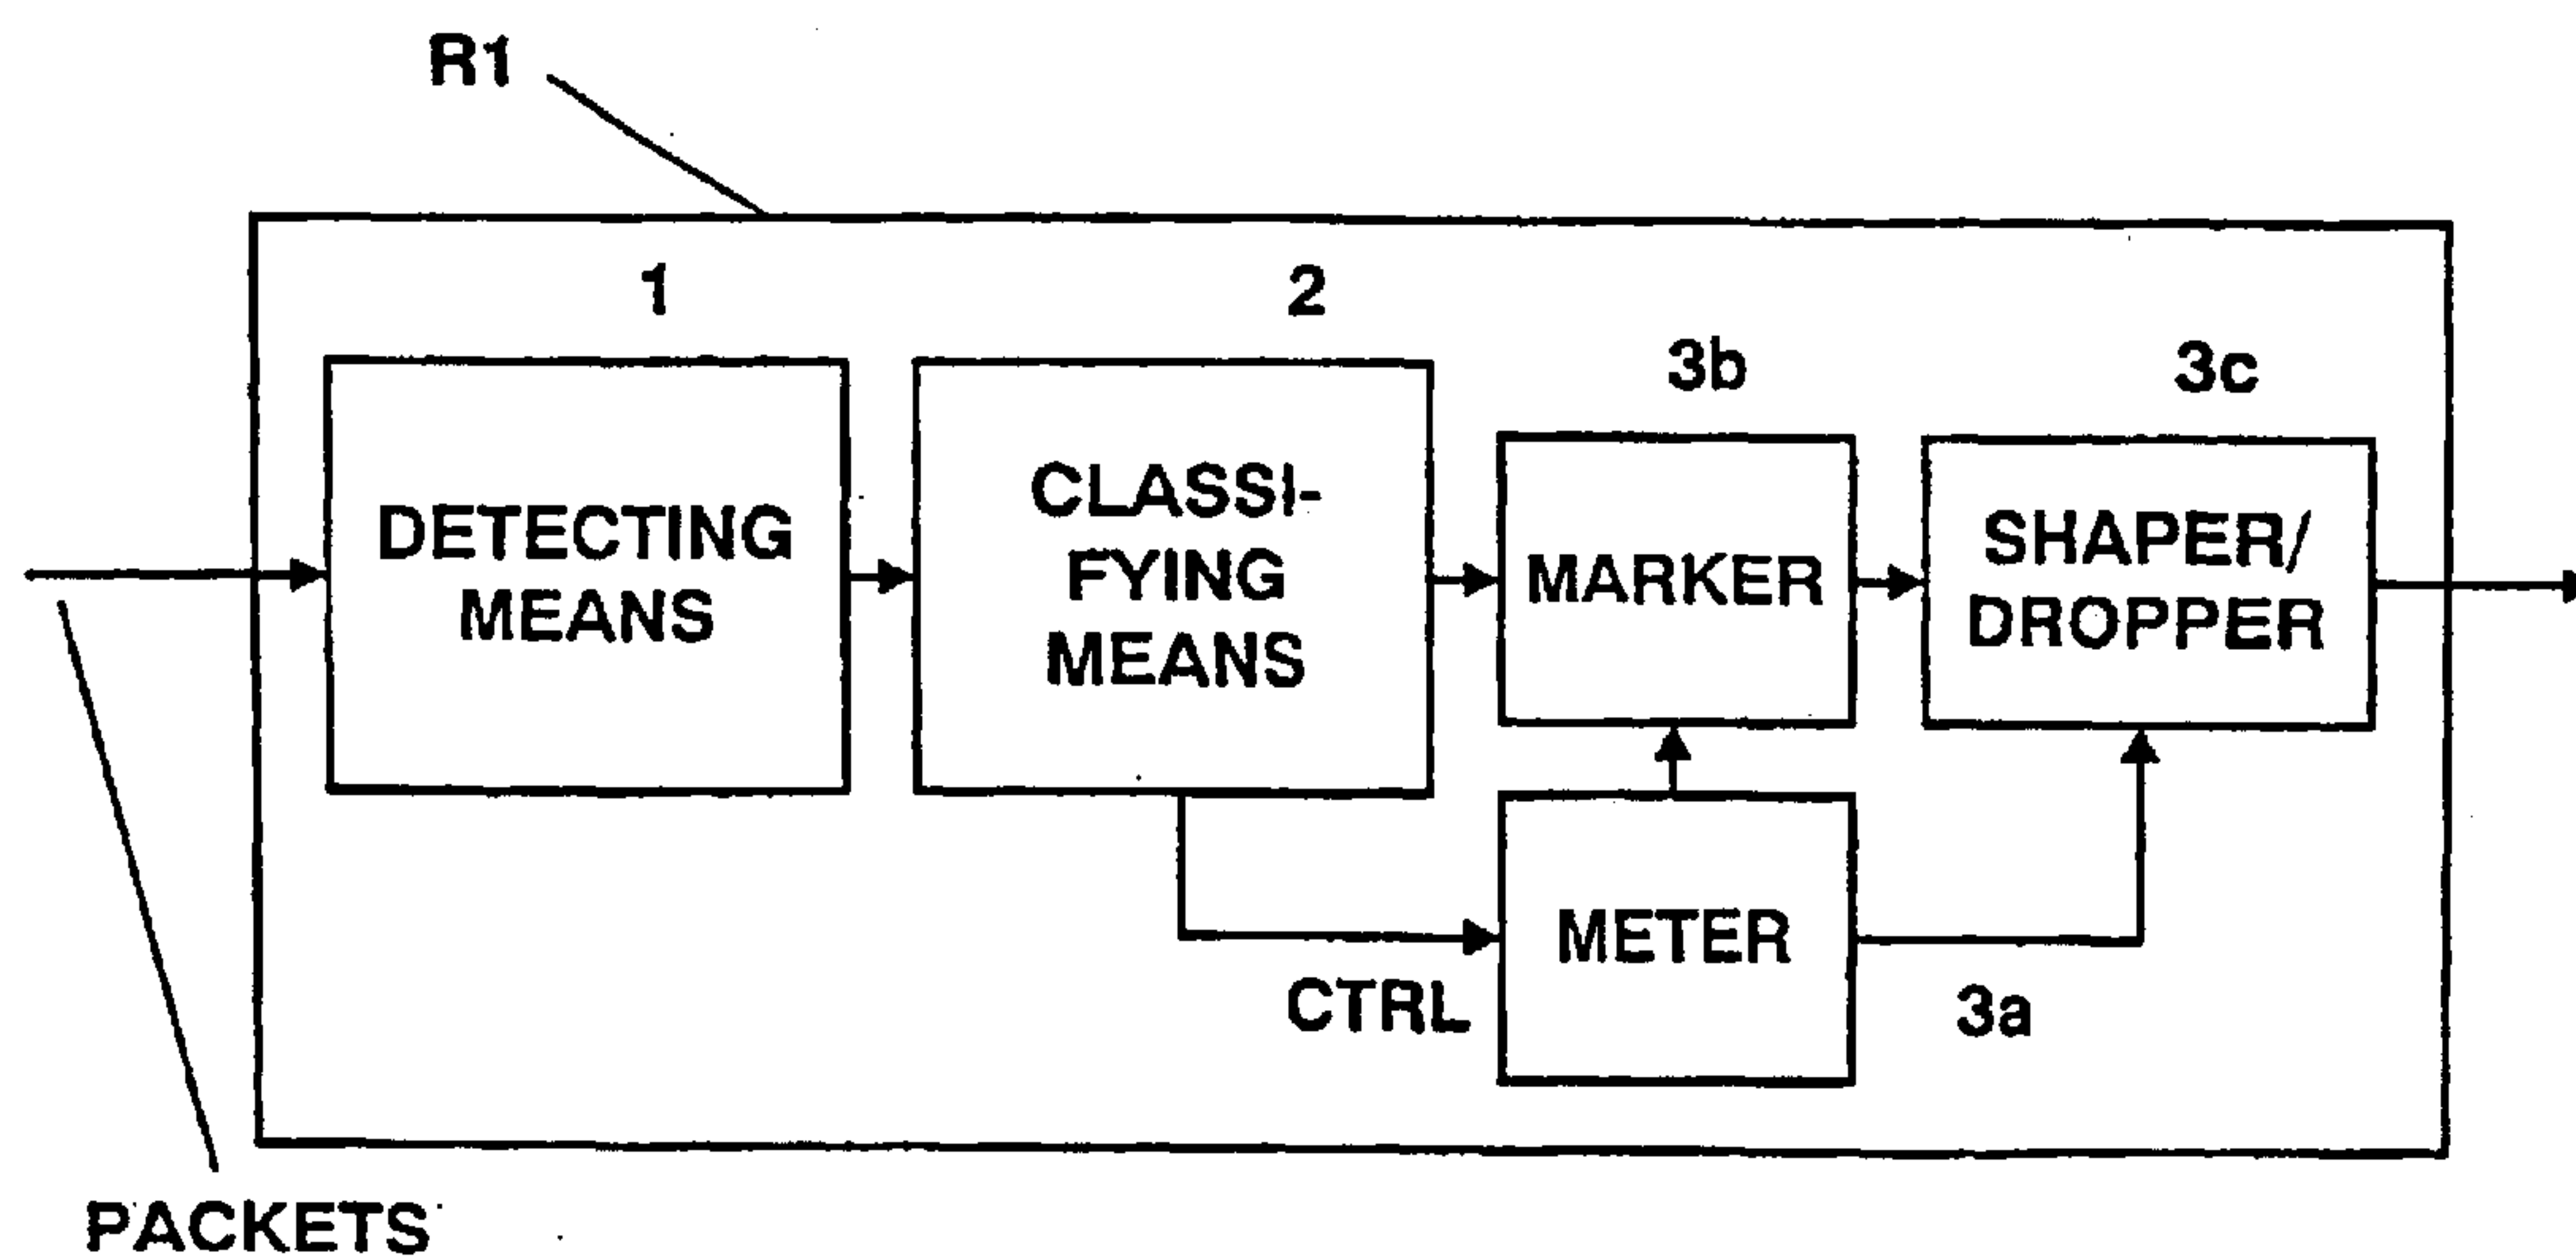 R1
1
2
3b
3c
DETECTING
MEANS
CLASSI-
FYING
MEANS
MARKER
SHAPER/
DROPPER
METER
CTRL
3a
PACKETS